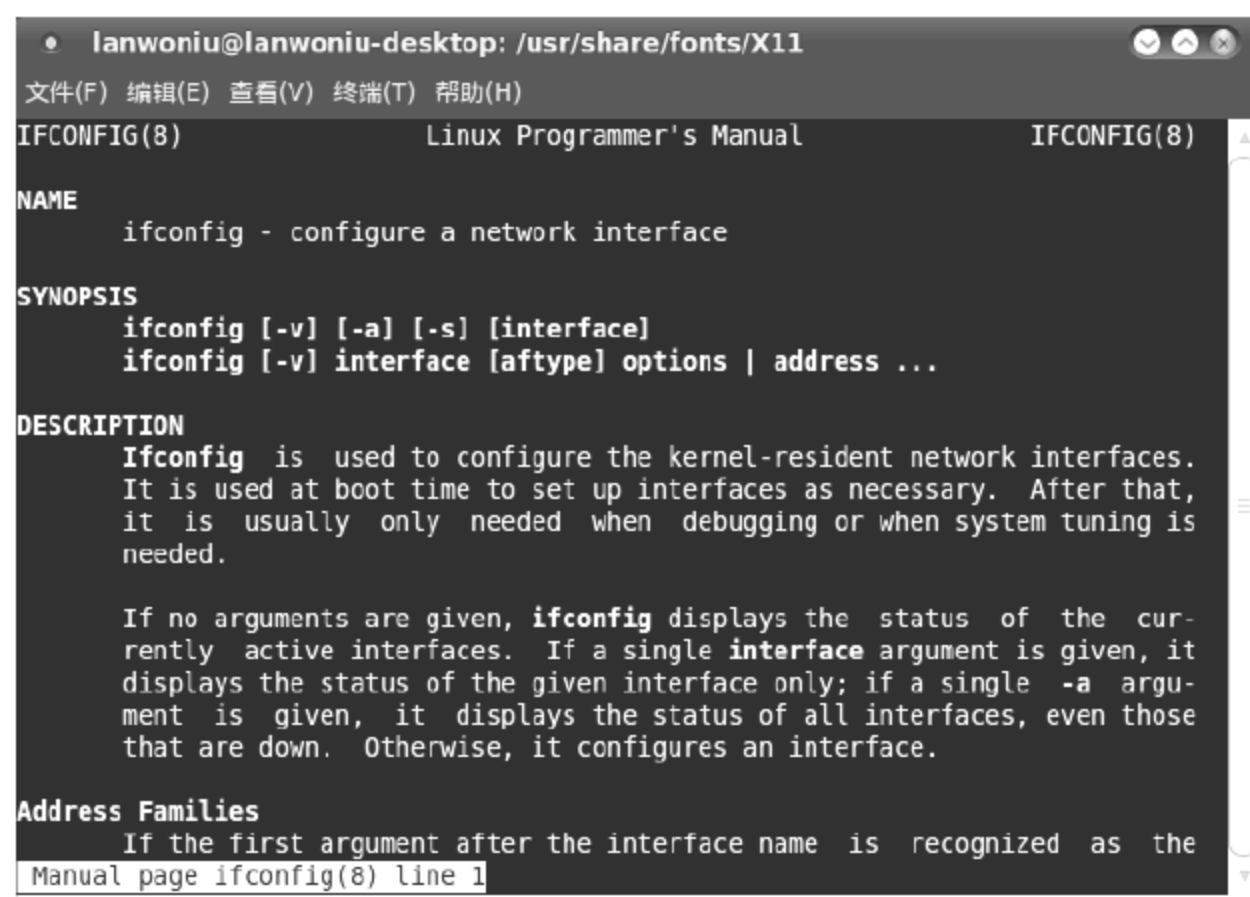 lanwoniu@lanwoniu-desktop: /usr/share/fonts/X11
文件(F) 编辑(E) 查看(V) 终端(T) 帮助(H)
IFCONFIG(8) Linux Programmer's Manual IFCONFIG(8)
NAME
ifconfig - configure a network interface
SYNOPSIS
ifconfig [-v] [-a] [-s] [interface]
ifconfig [-v] interface [aftype] options | address ...
DESCRIPTION
Ifconfig is used to configure the kernel-resident network interfaces.
It is used at boot time to set up interfaces as necessary. After that,
it is usually only needed when debugging or when system tuning is
needed.
If no arguments are given, ifconfig displays the status of the cur-
rently active interfaces. If a single interface argument is given, it
displays the status of the given interface only; if a single -a argu-
ment is given, it displays the status of all interfaces, even those
that are down. Otherwise, it configures an interface.
Address Families
If the first argument after the interface name is recognized as the
Manual page ifconfig(8) line 1